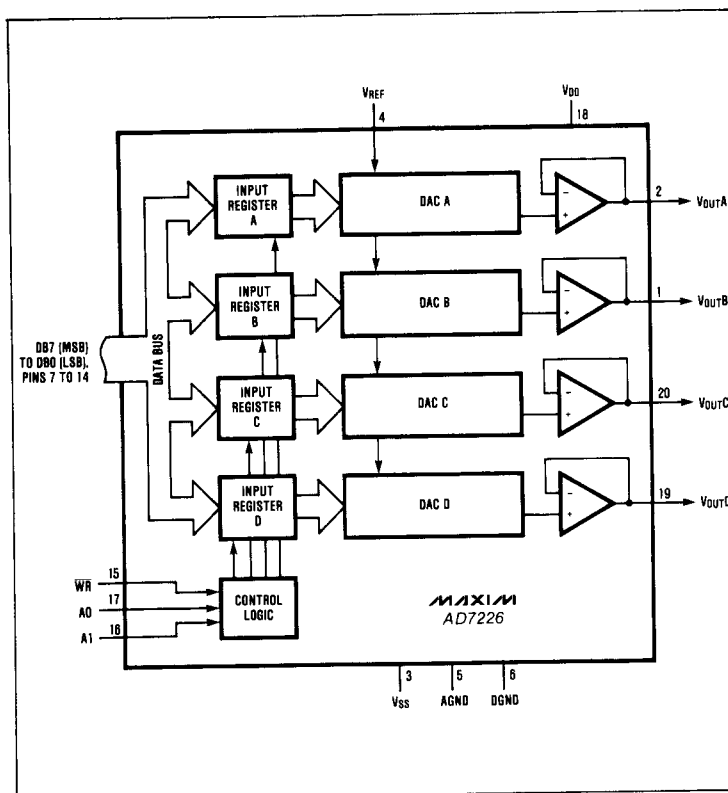 VREF
4
VDD
18
INPUT
REGISTER
A
DAC A
2
VOUTA
INPUT
REGISTER
B
DAC B
1
VOUTB
DB7 (MSB)
TO DB0 (LSB),
PINS 7 TO 14
DATA BUS
INPUT
REGISTER
C
DAC C
20
VOUTC
INPUT
REGISTER
D
DAC D
19
VOUTD
- +
- +
- +
- +
WR
15
A0
17
A1
16
CONTROL
LOGIC
MAXIM
AD7226
3
VSS
5
AGND
6
DGND